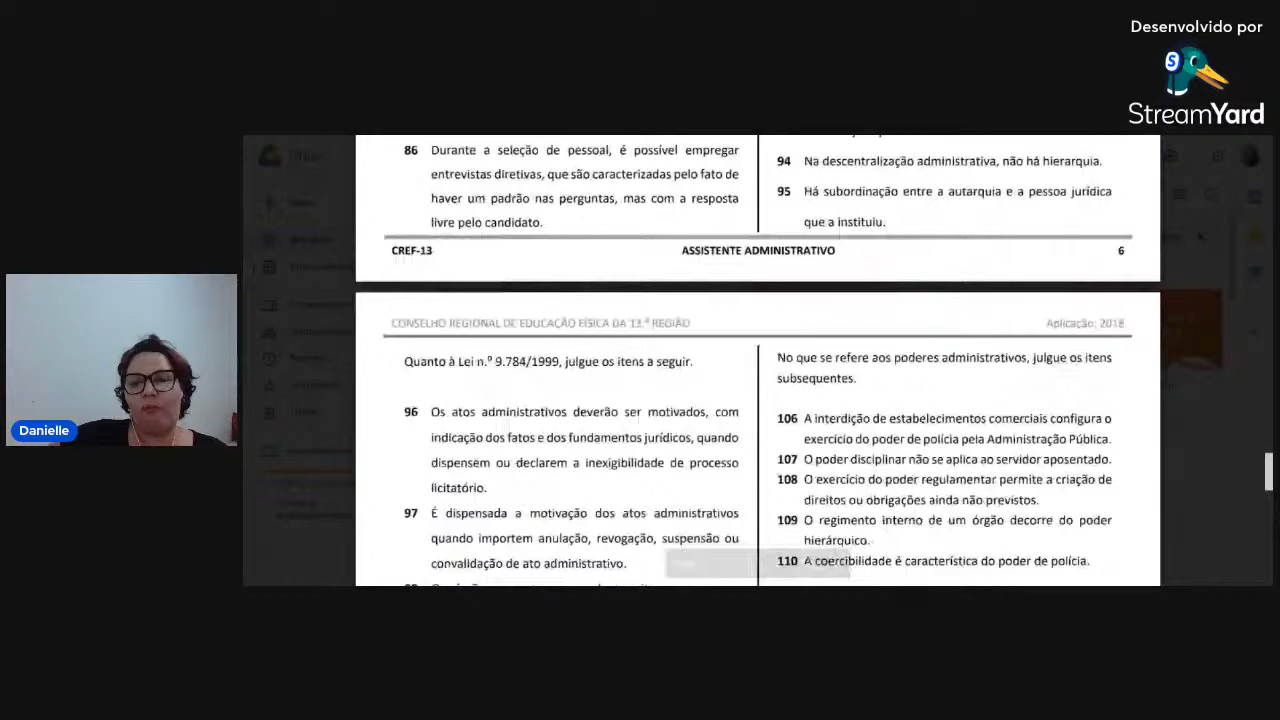 Desenvolvido por
StreamYard
86 Durante a seleção de pessoal, é possível empregar
entrevistas diretivas, que são caracterizadas pelo fato de
haver um padrão nas perguntas, mas com a resposta
livre pelo candidato.
94 Na descentralização administrativa, não há hierarquia.
95 Há subordinação entre a autarquia e a pessoa jurídica
que a instituiu.
CREF-13 ASSISTENTE ADMINISTRATIVO 6
CONSELHO REGIONAL DE EDUCAÇÃO FÍSICA DA 13.ª REGIÃO Aplicação: 2018
Quanto à Lei n.º 9.784/1999, julgue os itens a seguir.
96 Os atos administrativos deverão ser motivados, com
indicação dos fatos e dos fundamentos jurídicos, quando
dispensem ou declarem a inexigibilidade de processo
licitatório.
97 É dispensada a motivação dos atos administrativos
quando importem anulação, revogação, suspensão ou
convalidação de ato administrativo.
No que se refere aos poderes administrativos, julgue os itens
subsequentes.
106 A interdição de estabelecimentos comerciais configura o
exercício do poder de polícia pela Administração Pública.
107 O poder disciplinar não se aplica ao servidor aposentado.
108 O exercício do poder regulamentar permite a criação de
direitos ou obrigações ainda não previstos.
109 O regimento interno de um órgão decorre do poder
hierárquico.
110 A coercibilidade é característica do poder de polícia.
Danielle